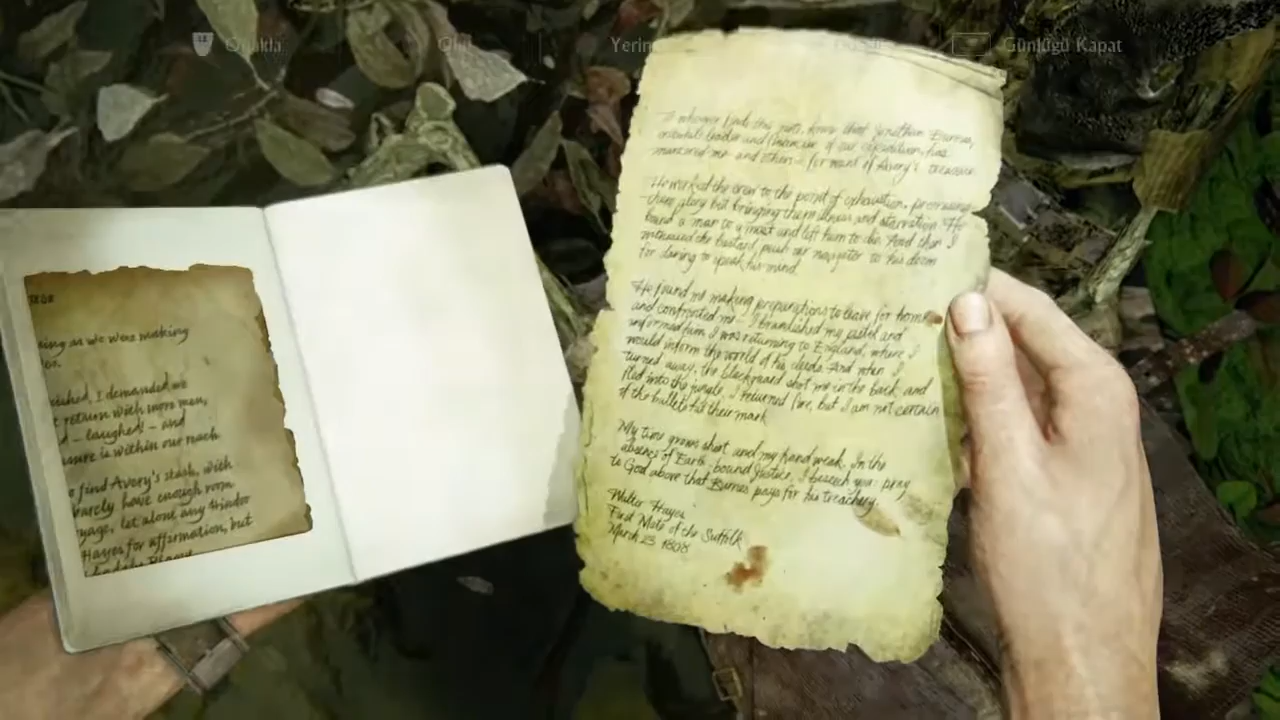 Odakla
Oku
Yerine
Günlüğü Kapat
1808
ing as we were making
ished, I demanded we
t return with more men,
d - laughed! - and
asure is within our reach
o find Avery's stash, with
barely have enough room
yage, let alone any tinder
Hayes for affirmation, but
To whoever finds this note, know that Jonathan Burnes,
onetime leader and financier of our expedition, has
murdered me and others - for want of Avery's treasure
He worked the crew to the point of exhaustion, promising
them glory but bringing them illness and starvation. He
bound a man to a mast and left him to die. And then I
witnessed the bastard push our navigator to his doom
for daring to speak his mind
He found me making preparations to leave for home
and confronted me. I brandished my pistol and
informed him I was returning to England, where I
would inform the world of his deeds. And when I
turned away, the blackguard shot me in the back and
fled into the jungle. I returned fire, but I am not certain
if the bullets hit their mark
My time grows short and my hand weak. In the
absence of Earth-bound justice, I beseech you: pray
to God above that Burnes pays for his treachery.
Walter Hayes
First Mate of the Suffolk
March 23 1808